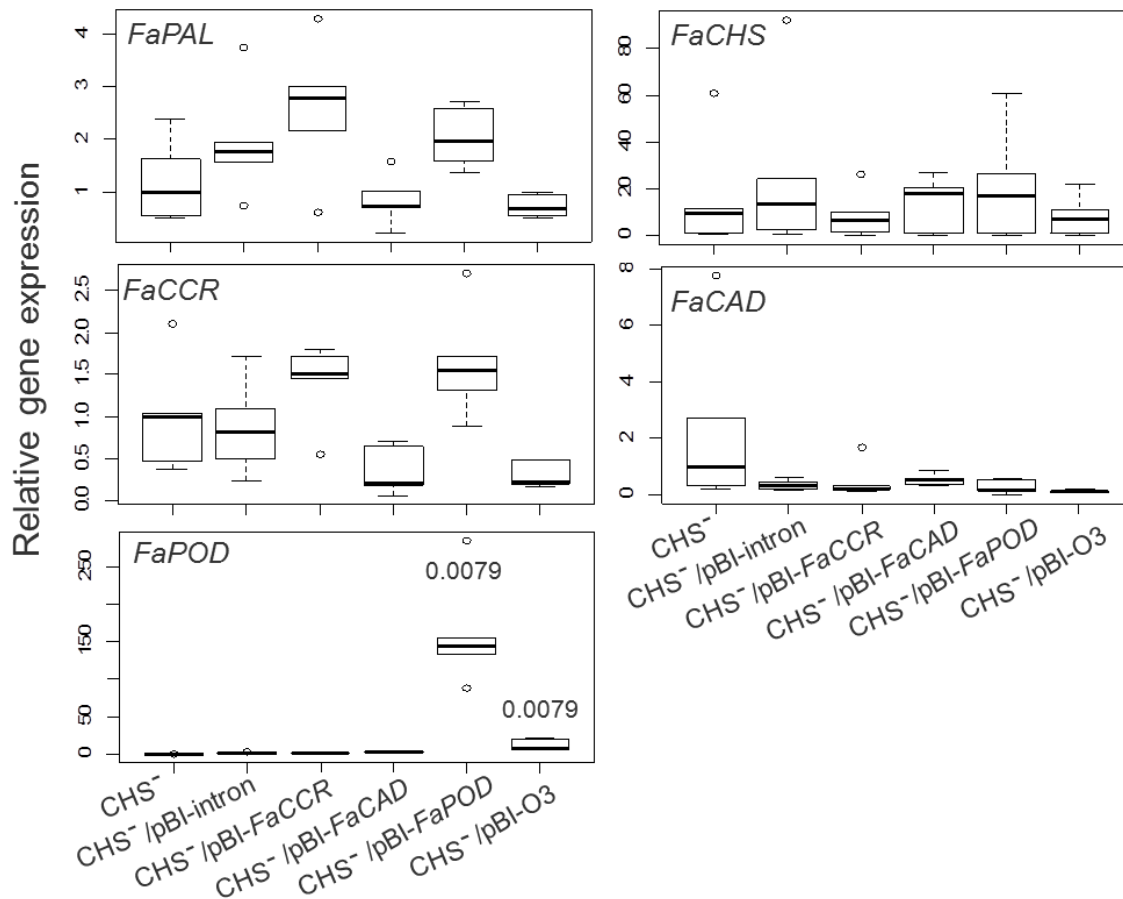 Relative gene expression
FaPAL
4
3
2
1
FaCHS
80
60
40
20
0
FaCCR
2.5
2.0
1.5
1.0
0.5
0.0
FaCAD
8
6
4
2
0
CHS⁻
CHS⁻/pBI-intron
CHS⁻/pBI-FaCCR
CHS⁻/pBI-FaCAD
CHS⁻/pBI-FaPOD
CHS⁻/pBI-O3
FaPOD
250
150
50
0
0.0079
0.0079
CHS⁻
CHS⁻/pBI-intron
CHS⁻/pBI-FaCCR
CHS⁻/pBI-FaCAD
CHS⁻/pBI-FaPOD
CHS⁻/pBI-O3